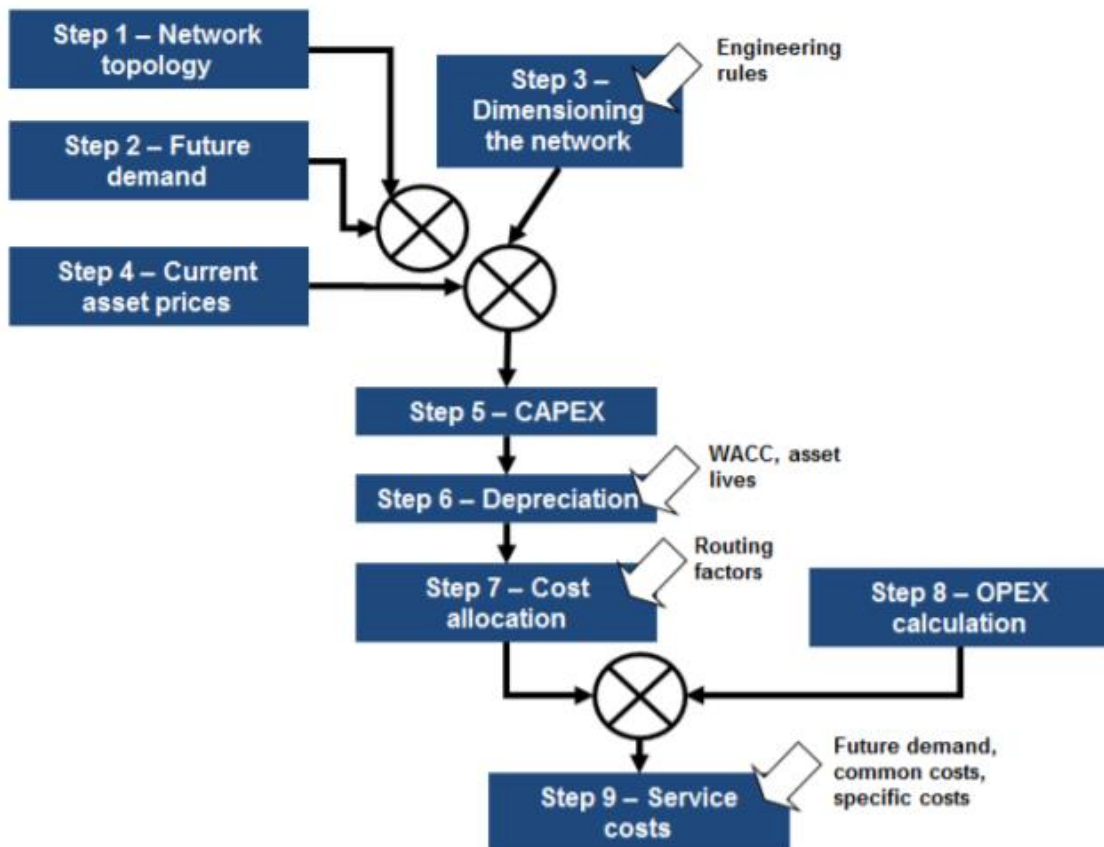 Step 1 – Network
topology
Engineering
rules
Step 3 –
Dimensioning
the network
Step 2 – Future
demand
Step 4 – Current
asset prices
Step 5 – CAPEX
WACC, asset
lives
Step 6 – Depreciation
Routing
factors
Step 7 – Cost
allocation
Step 8 – OPEX
calculation
Future demand,
common costs,
specific costs
Step 9 – Service
costs